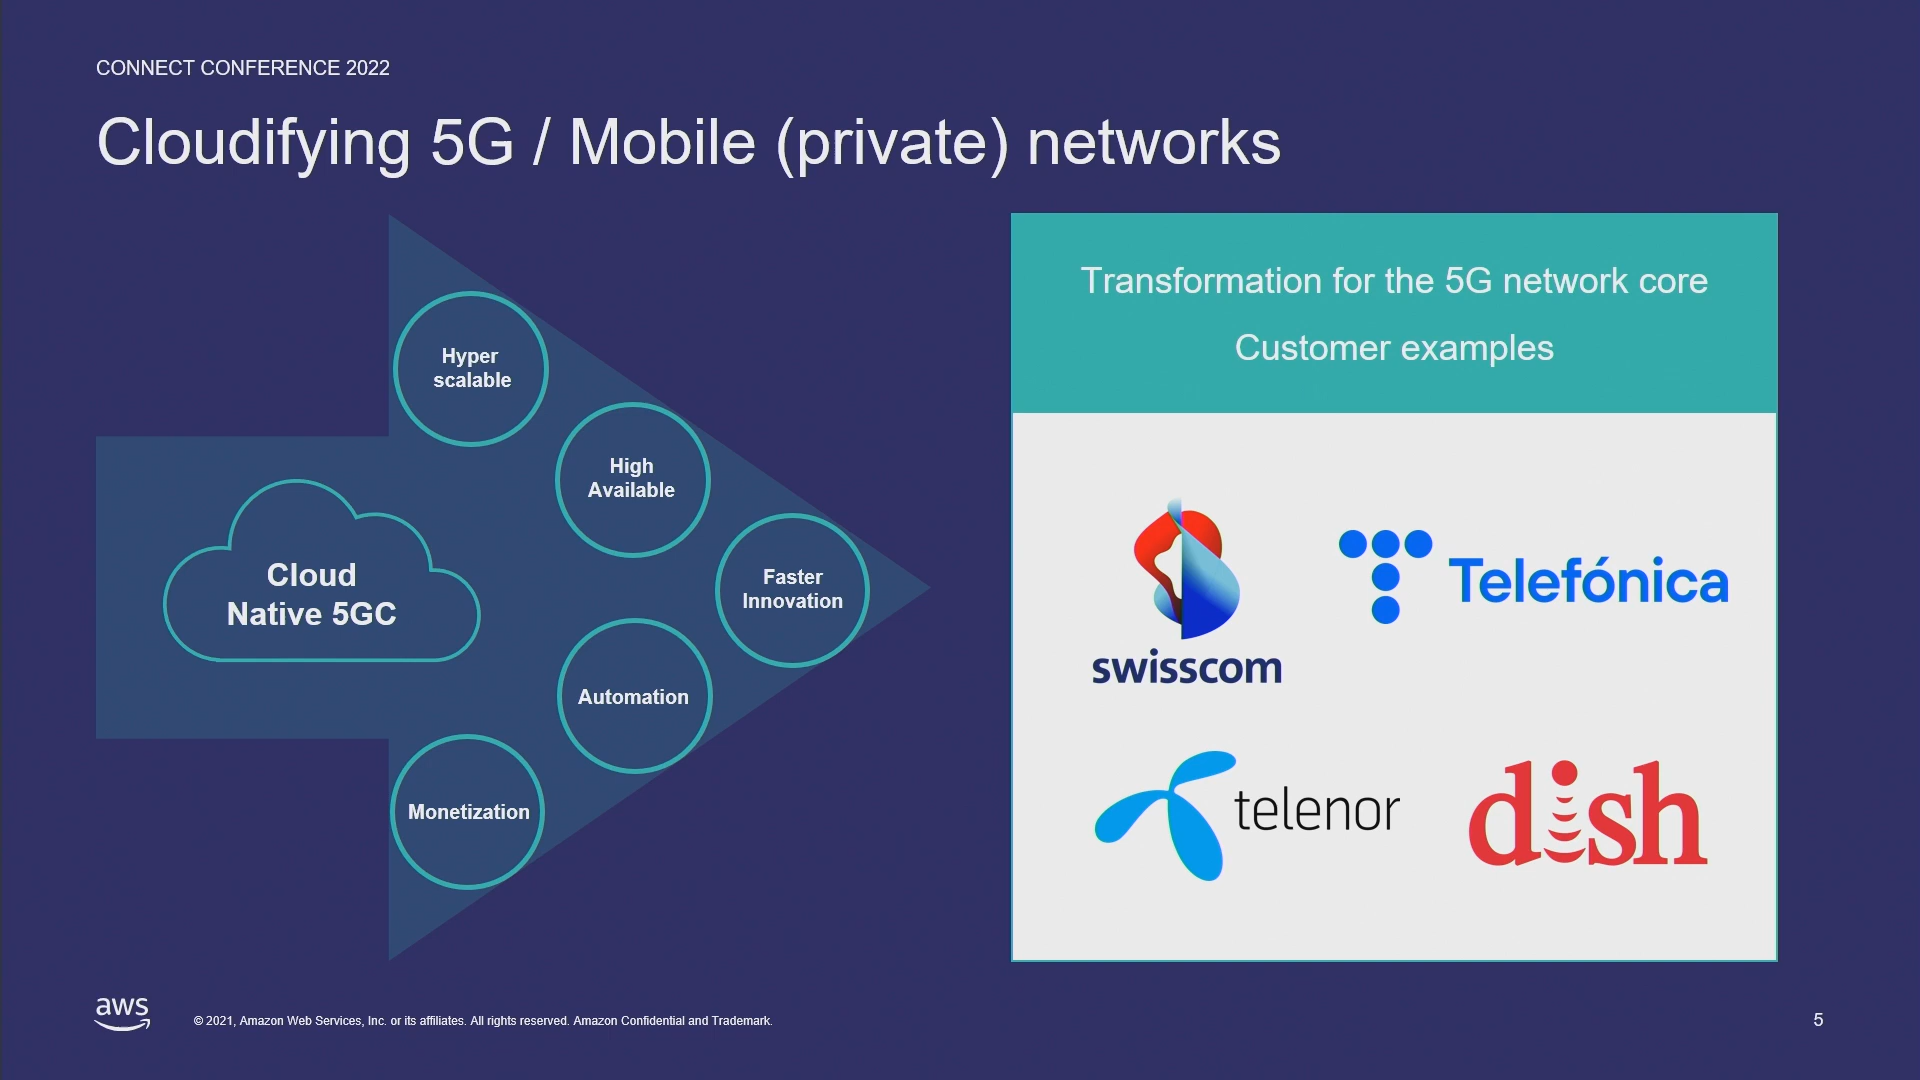 CONNECT CONFERENCE 2022
Cloudifying 5G / Mobile (private) networks
Hyper
scalable
High
Available
Faster
Innovation
Cloud
Native 5GC
Automation
Monetization
Transformation for the 5G network core
Customer examples
swisscom
Telefónica
telenor
dish
aws
© 2021, Amazon Web Services, Inc. or its affiliates. All rights reserved. Amazon Confidential and Trademark.
5